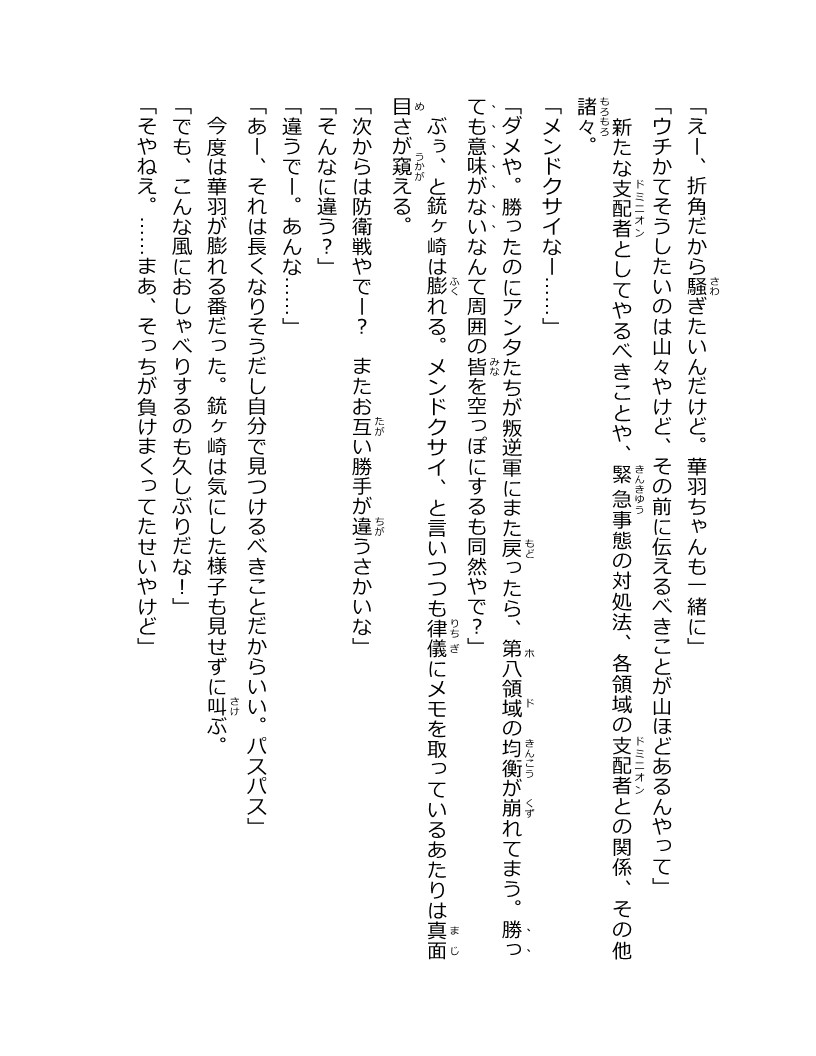 「えー、折角だから騒ぎたいんだけど。華羽ちゃんも一緒に」
「ウチかてそうしたいのは山々やけど、その前に伝えるべきことが山ほどあるんやって」
　新たな支配者としてやるべきことや、緊急事態の対処法、各領域の支配者との関係、その他
諸々。
「メンドクサイなー……」
「ダメや。勝ったのにアンタたちが叛逆軍にまた戻ったら、第八領域の均衡が崩れてまう。勝っ
ても意味がないなんて周囲の皆を空っぽにするも同然やで？」
　ぶぅ、と銃ヶ崎は膨れる。メンドクサイ、と言いつつも律儀にメモを取っているあたりは真面
目さが窺える。
「次からは防衛戦やでー？　またお互い勝手が違うさかいな」
「そんなに違う？」
「違うでー。あんな……」
「あー、それは長くなりそうだし自分で見つけるべきことだからいい。パスパス」
　今度は華羽が膨れる番だった。銃ヶ崎は気にした様子も見せずに叫ぶ。
「でも、こんな風におしゃべりするのも久しぶりだな！」
「そやねえ。……まあ、そっちが負けまくってたせいやけど」